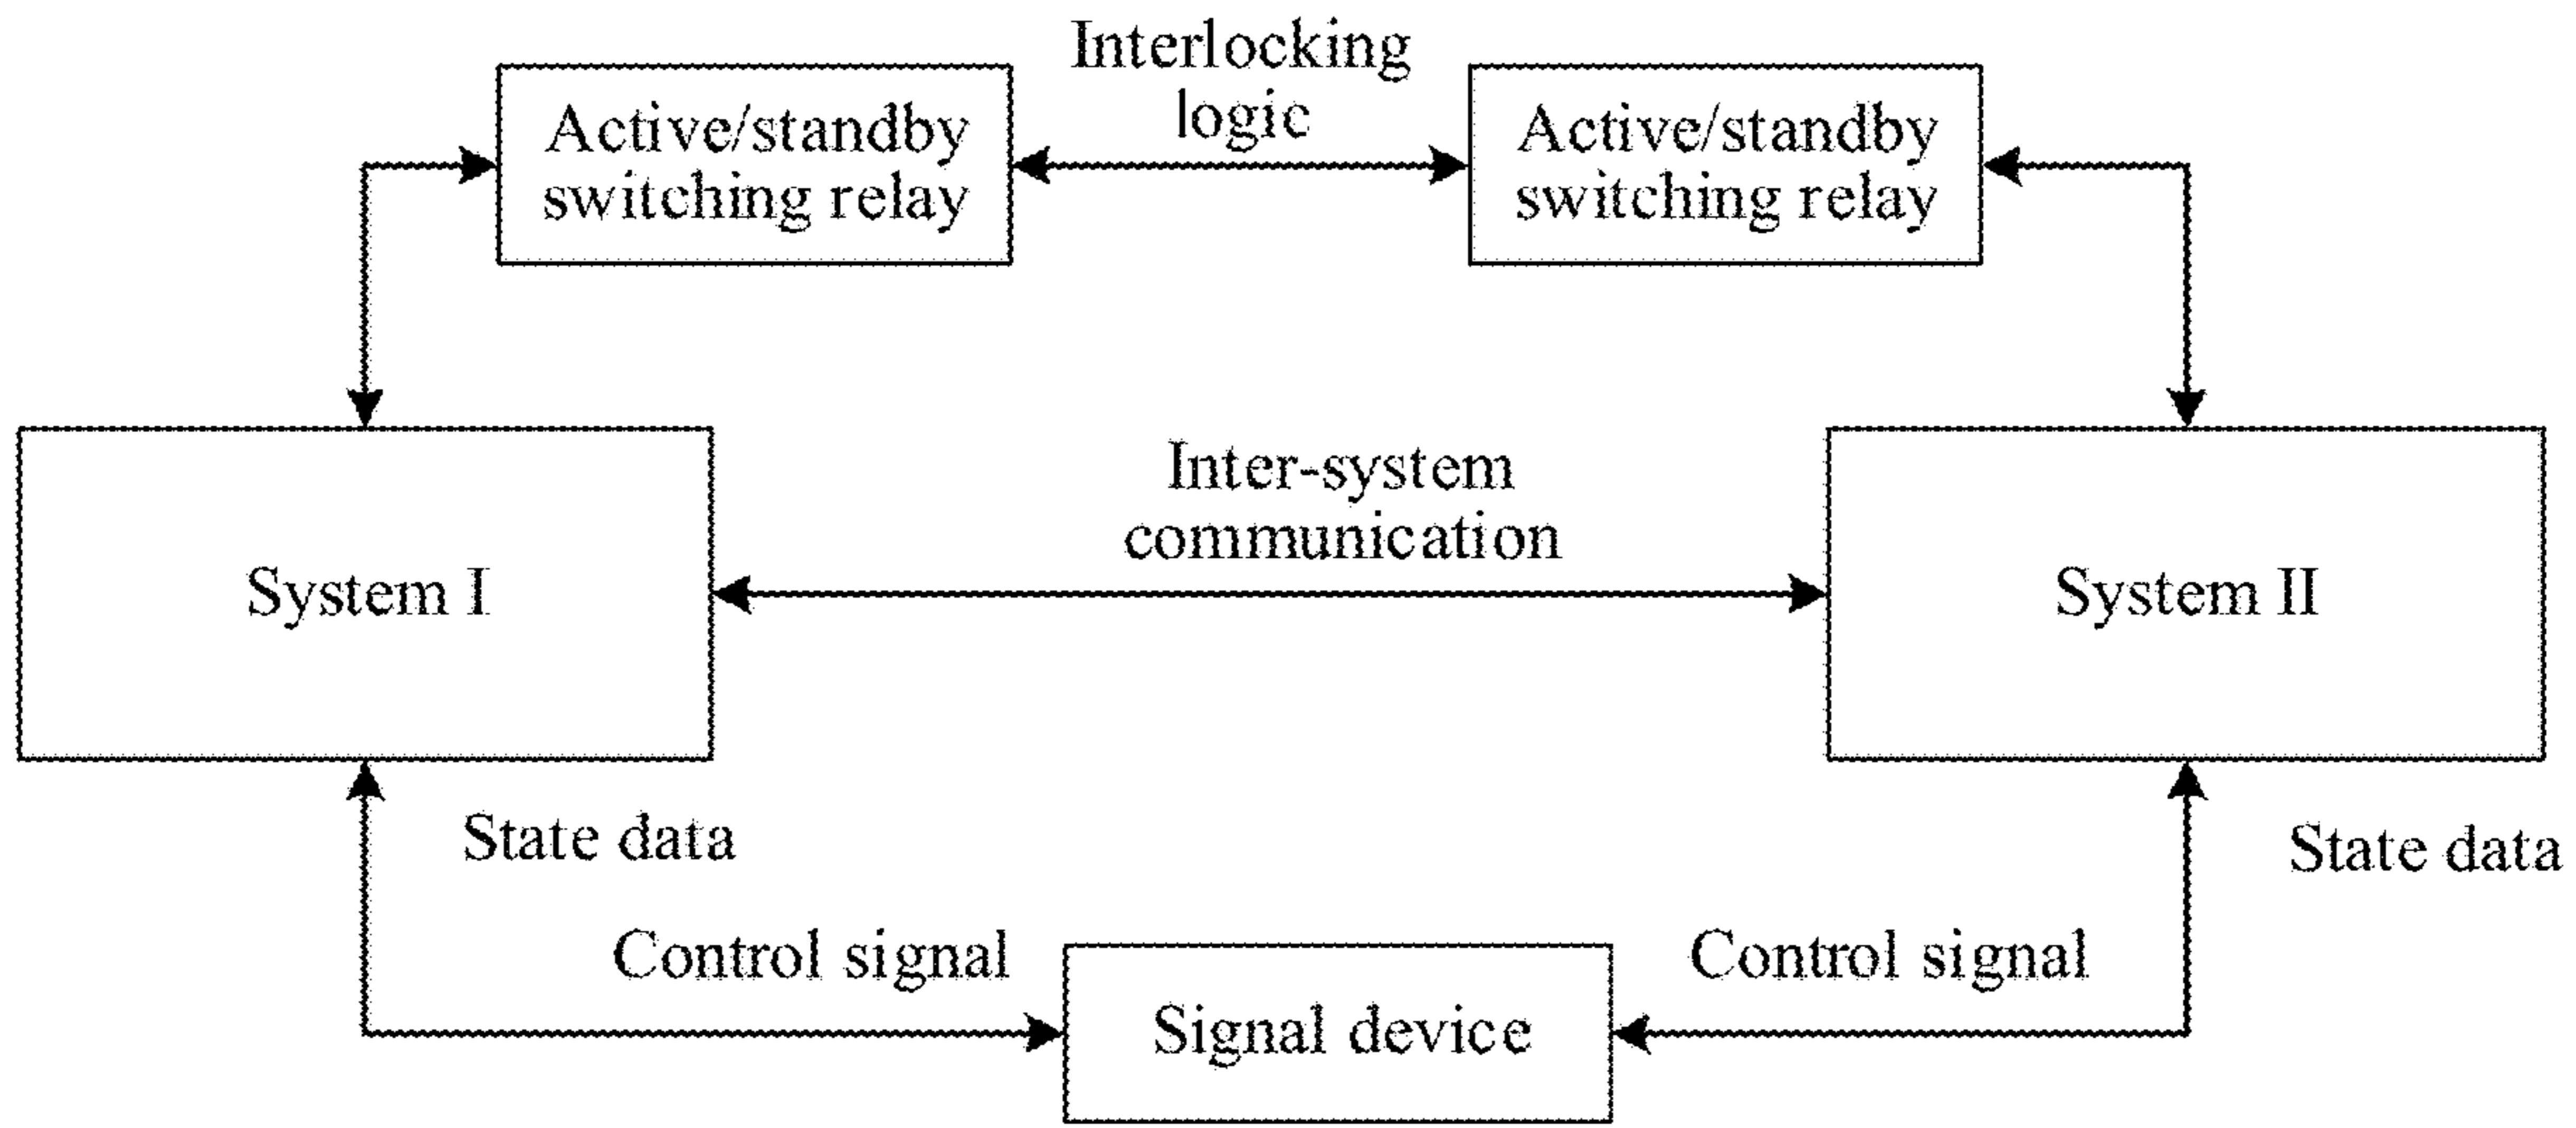 Interlocking
logic
Active/standby
switching relay
Active/standby
switching relay
Inter-system
communication
System I
System II
State data
State data
Control signal
Control signal
Signal device